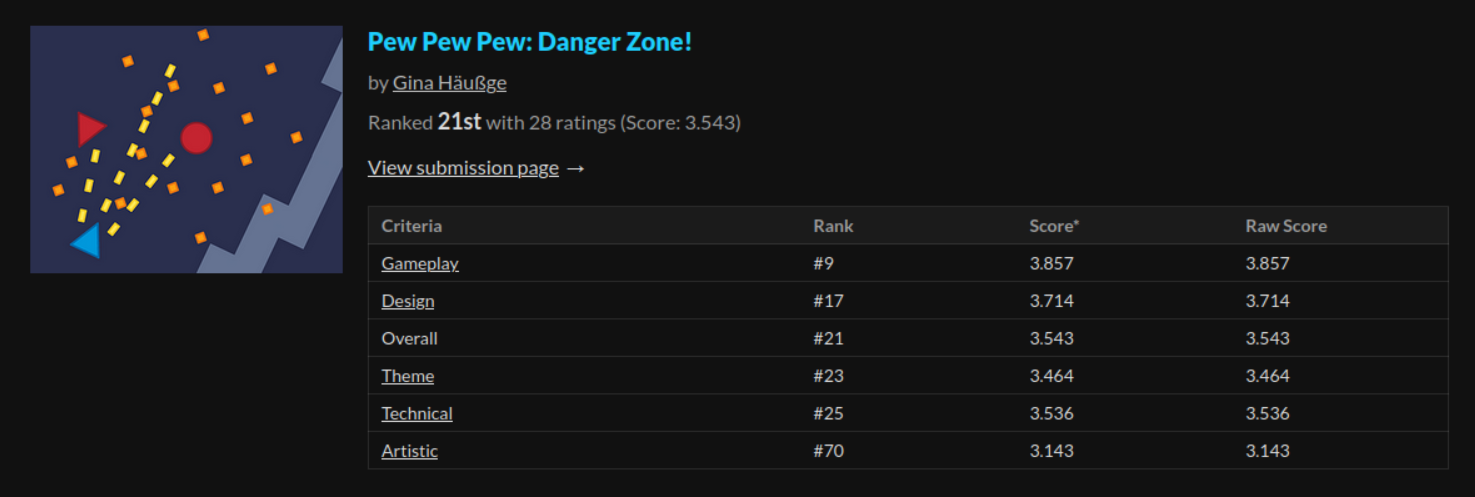 Pew Pew Pew: Danger Zone!
by Gina Häußge
Ranked 21st with 28 ratings (Score: 3.543)
View submission page →
Criteria Rank Score* Raw Score
Gameplay #9 3.857 3.857
Design #17 3.714 3.714
Overall #21 3.543 3.543
Theme #23 3.464 3.464
Technical #25 3.536 3.536
Artistic #70 3.143 3.143